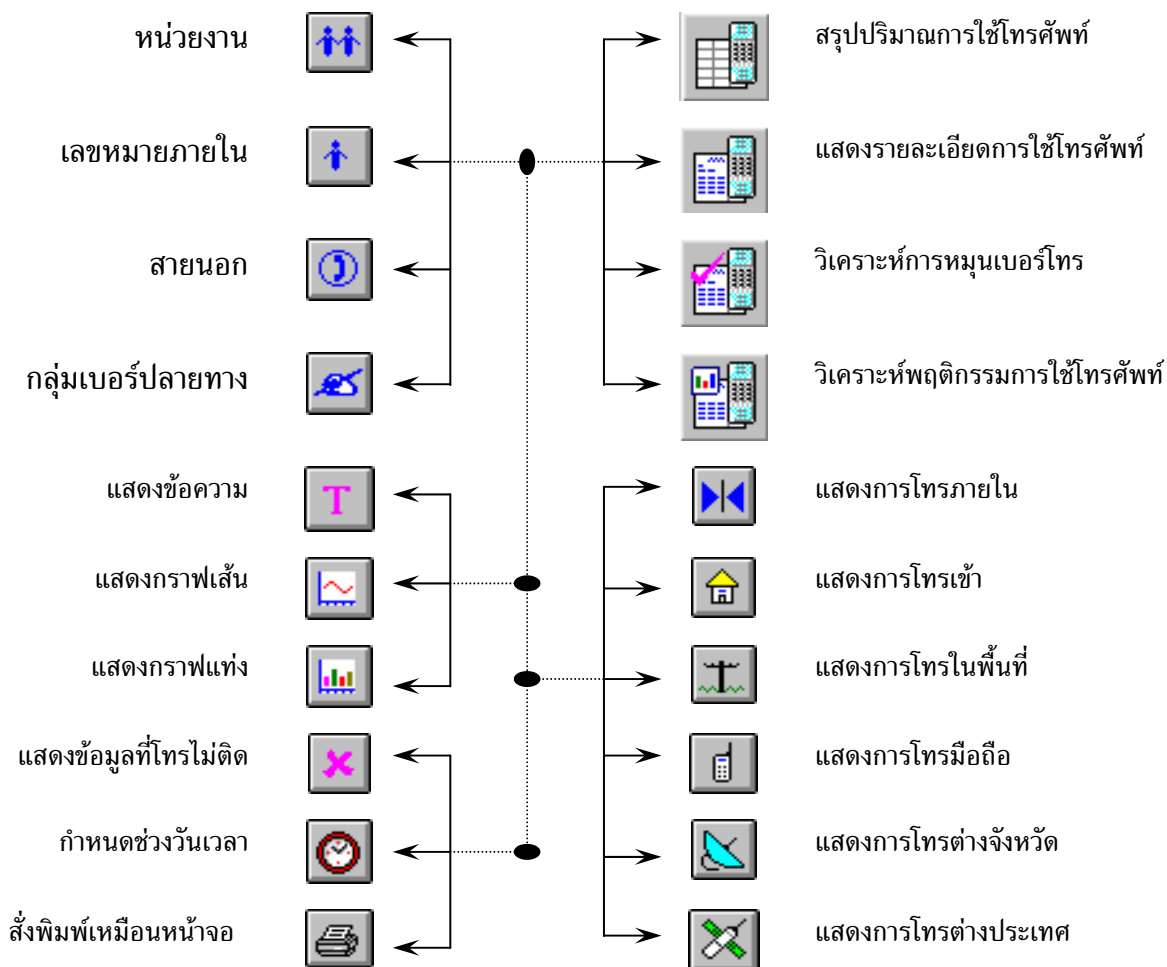 หน่วยงาน
สรุปปริมาณการใช้โทรศัพท์
เลขหมายภายใน
แสดงรายละเอียดการใช้โทรศัพท์
สายนอก
วิเคราะห์การหมุนเบอร์โทร
กลุ่มเบอร์ปลายทาง
วิเคราะห์พฤติกรรมการใช้โทรศัพท์
แสดงข้อความ
T
แสดงการโทรภายใน
แสดงกราฟเส้น
แสดงการโทรเข้า
แสดงกราฟแท่ง
แสดงการโทรในพื้นที่
แสดงข้อมูลที่โทรไม่ติด
แสดงการโทรมือถือ
กำหนดช่วงวันเวลา
แสดงการโทรต่างจังหวัด
สั่งพิมพ์เหมือนหน้าจอ
แสดงการโทรต่างประเทศ